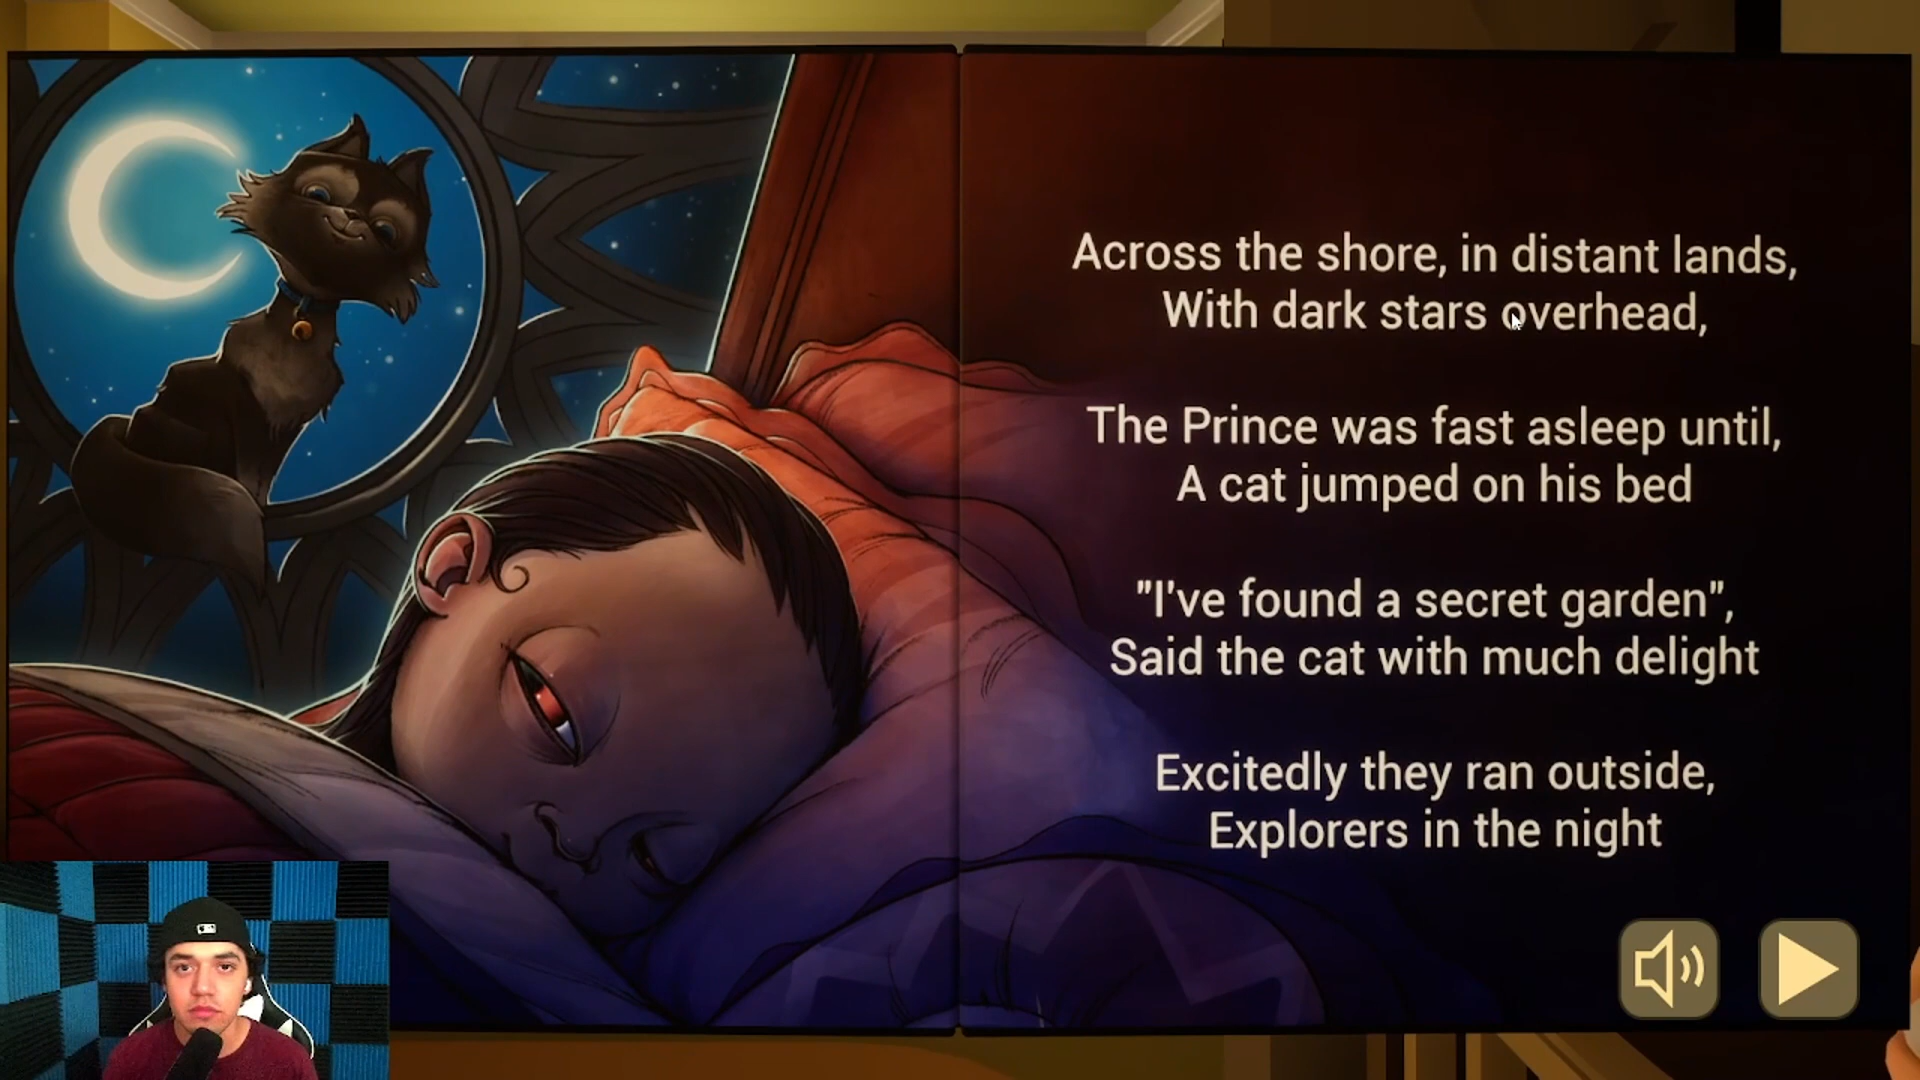 Across the shore, in distant lands,
With dark stars overhead,
The Prince was fast asleep until,
A cat jumped on his bed
"I've found a secret garden",
Said the cat with much delight
Excitedly they ran outside,
Explorers in the night